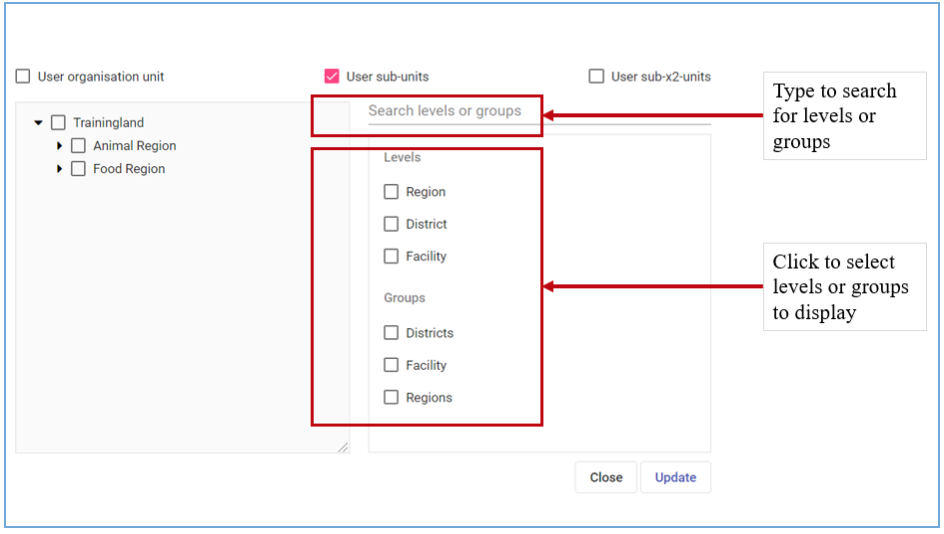 User organisation unit
User sub-units
User sub-x2-units
Trainingland
Animal Region
Food Region
Search levels or groups
Levels
Region
District
Facility
Groups
Districts
Facility
Regions
Close
Update
Type to search
for levels or
groups
Click to select
levels or groups
to display